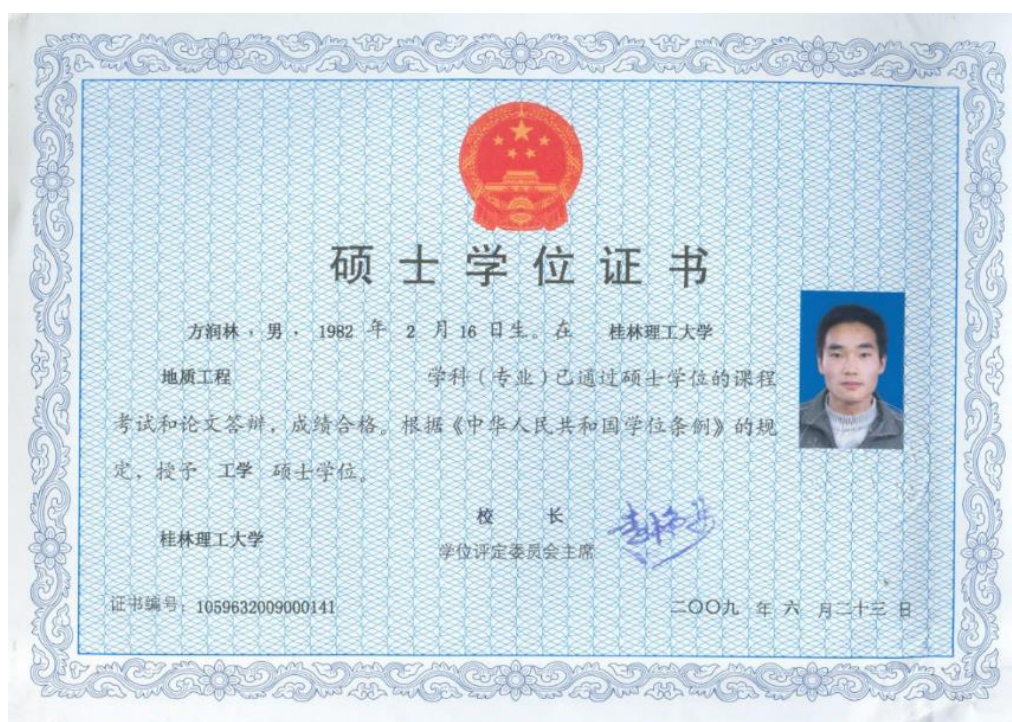 硕士学位证书
方润林，男，1982 年 2 月 16 日生。在 桂林理工大学
地质工程 学科（专业）已通过硕士学位的课程
考试和论文答辩，成绩合格。根据《中华人民共和国学位条例》的规
定，授予 工学 硕士学位。
桂林理工大学
校 长
学位评定委员会主席
证书编号：1059632009000141
二〇〇九 年 六 月二十三 日